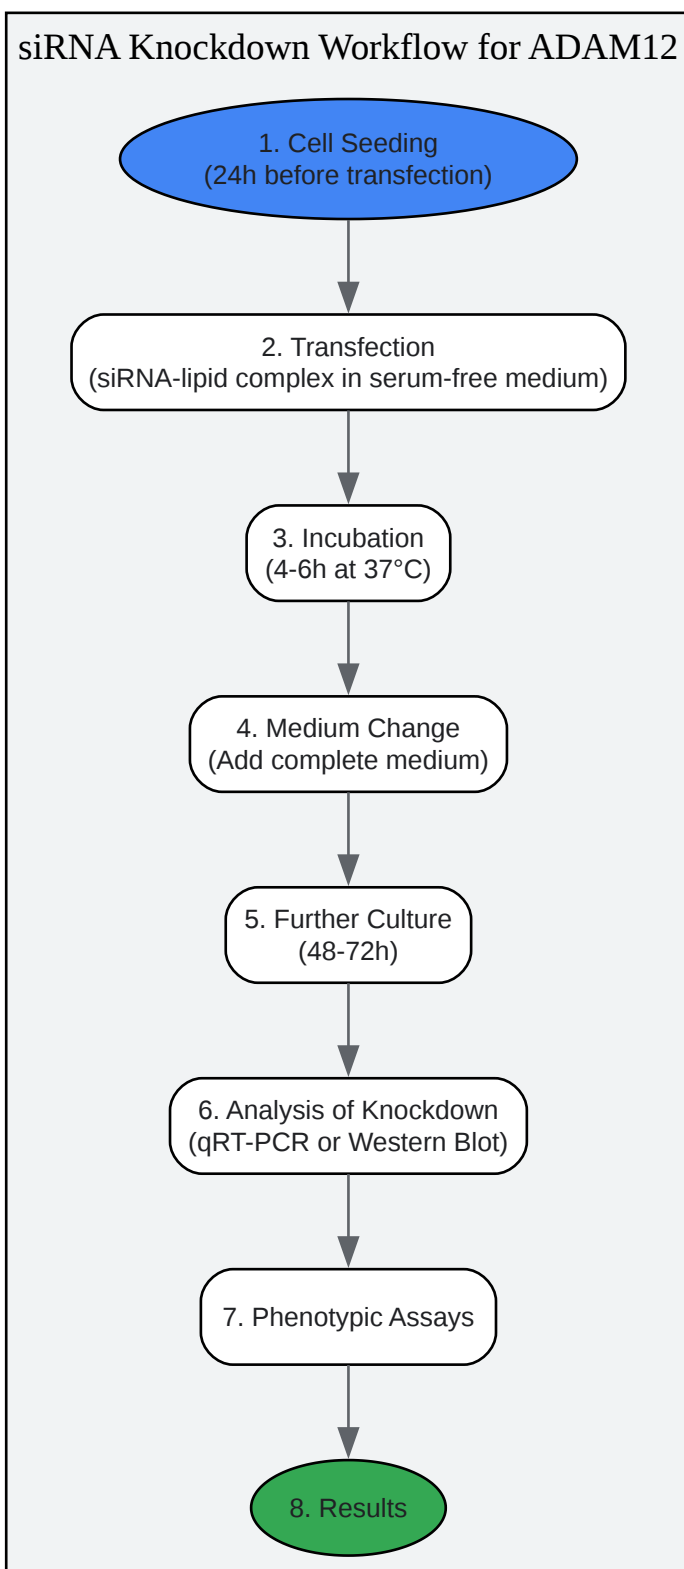 siRNA Knockdown Workflow for ADAM12
1. Cell Seeding
(24h before transfection)
2. Transfection
(siRNA-lipid complex in serum-free medium)
3. Incubation
(4-6h at 37°C)
4. Medium Change
(Add complete medium)
5. Further Culture
(48-72h)
6. Analysis of Knockdown
(qRT-PCR or Western Blot)
7. Phenotypic Assays
8. Results